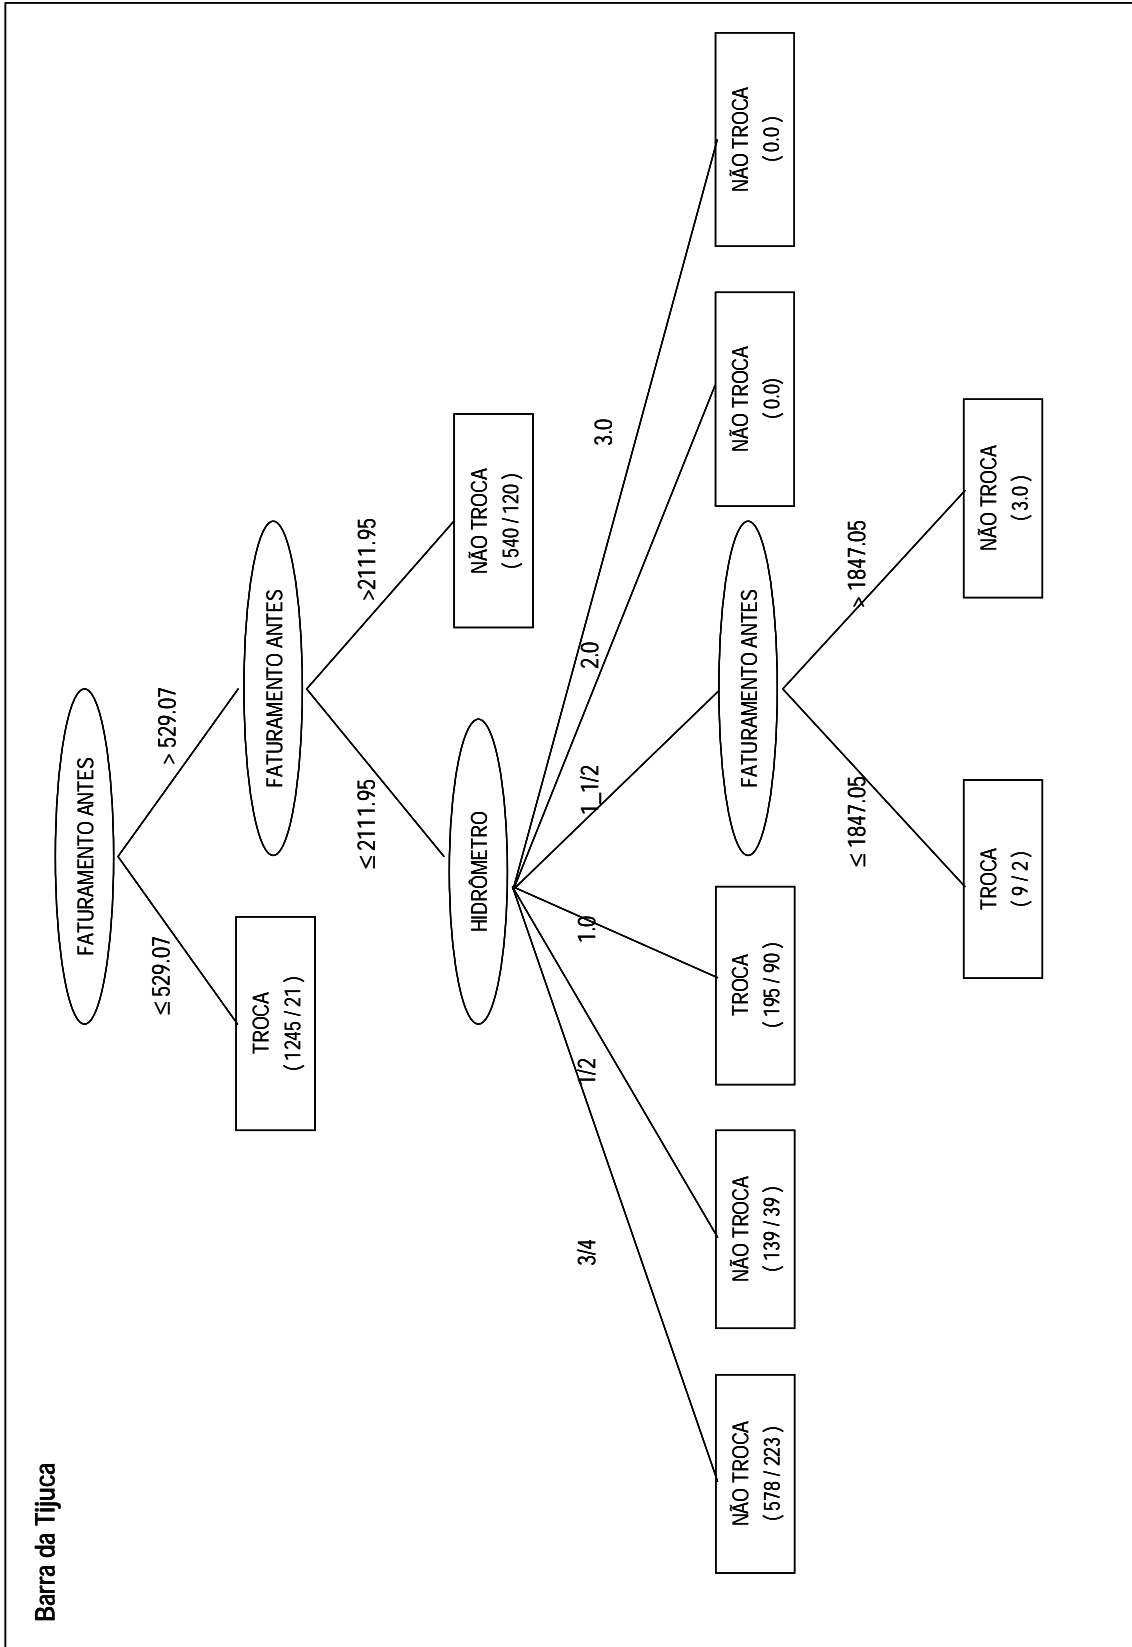 Barra da Tijuca
FATURAMENTO ANTES
≤ 529.07
> 529.07
TROCA
( 1245 / 21 )
FATURAMENTO ANTES
≤ 2111.95
>2111.95
HIDRÔMETRO
NÃO TROCA
( 540 / 120 )
3/4
1/2
1.0
1_1/2
2.0
3.0
NÃO TROCA
( 578 / 223 )
NÃO TROCA
( 139 / 39 )
TROCA
( 195 / 90 )
FATURAMENTO ANTES
NÃO TROCA
( 0.0)
NÃO TROCA
( 0.0 )
≤ 1847.05
> 1847.05
TROCA
( 9 / 2 )
NÃO TROCA
( 3.0 )